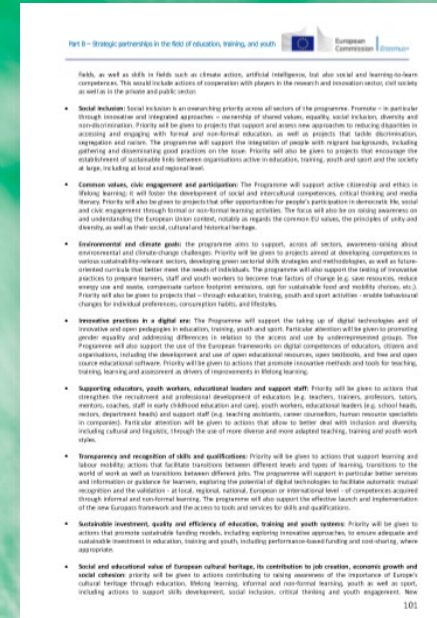 Part B – Strategic partnerships in the field of education, training, and youth
European
Commission
Erasmus+
fields, as well as skills in fields such as climate action, artificial intelligence, but also social and learning-to-learn
competences. This would include actions of cooperation with players in the research and innovation sector, civil society
as well as in the private and public sector.
• Social inclusion: Social inclusion is an overarching priority across all sectors of the programme. Promote – in particular
through innovative and integrated approaches – ownership of shared values, equality, social inclusion, diversity and
non-discrimination. Priority will be given to projects that support and assess new approaches to reducing disparities in
accessing and engaging with formal and non-formal education, as well as projects that tackle discrimination,
segregation and racism. The programme will support the integration of people with migrant backgrounds, including
gathering and disseminating good practices on the issue. Priority will also be given to projects that encourage the
establishment of sustainable links between organisations active in education, training, youth and sport and the society
at large, including at local and regional level.
• Common values, civic engagement and participation: The Programme will support active citizenship and ethics in
lifelong learning; it will foster the development of social and intercultural competences, critical thinking and media
literacy. Priority will also be given to projects that offer opportunities for people's participation in democratic life, social
and civic engagement through formal or non-formal learning activities. The focus will also be on raising awareness on
and understanding the European Union context, notably as regards the common EU values, the principles of unity and
diversity, as well as their social, cultural and historical heritage.
• Environmental and climate goals: the programme aims to support, across all sectors, awareness-raising about
environmental and climate-change challenges. Priority will be given to projects aimed at developing competences in
various sustainability-relevant sectors, developing green sectorial skills strategies and methodologies, as well as future-
oriented curricula that better meet the needs of individuals. The programme will also support the testing of innovative
practices to prepare learners, staff and youth workers to become true factors of change (e.g. save resources, reduce
energy use and waste, compensate carbon footprint emissions, opt for sustainable food and mobility choices, etc.).
Priority will also be given to projects that – through education, training, youth and sport activities - enable behavioural
changes for individual preferences, consumption habits, and lifestyles.
• Innovative practices in a digital era: The Programme will support the taking up of digital technologies and of
innovative and open pedagogies in education, training, youth and sport. Particular attention will be given to promoting
gender equality and addressing differences in relation to the access and use by underrepresented groups. The
Programme will also support the use of the European frameworks on digital competences of educators, citizens and
organisations, including the development and use of open educational resources, open textbooks, and free and open
source educational software. Priority will be given to actions that promote innovative methods and tools for teaching,
training, learning and assessment as drivers of improvements in lifelong learning.
• Supporting educators, youth workers, educational leaders and support staff: Priority will be given to actions that
strengthen the recruitment and professional development of educators (e.g. teachers, trainers, professors, tutors,
mentors, coaches, staff in early childhood education and care), youth workers, educational leaders (e.g. school heads,
rectors, department heads) and support staff (e.g. teaching assistants, career counsellors, human resource specialists
in companies). Particular attention will be given to actions that allow to better deal with inclusion and diversity,
including cultural and linguistic, through the use of more diverse and more adapted teaching, training and youth work
styles.
• Transparency and recognition of skills and qualifications: Priority will be given to actions that support learning and
labour mobility; actions that facilitate transitions between different levels and types of learning, transitions to the
world of work as well as transitions between different jobs. The programme will support in particular better services
and information or guidance for learners, exploring the potential of digital technologies to facilitate automatic mutual
recognition and the validation - at local, regional, national, European or international level - of competences acquired
through informal and non-formal learning. The programme will also support the effective launch and implementation
of the new Europass framework and the access to tools and services for skills and qualifications.
• Sustainable investment, quality and efficiency of education, training and youth systems: Priority will be given to
actions that promote sustainable funding models, including exploring innovative approaches, to ensure adequate and
sustainable investment in education, training and youth, including performance-based funding and cost-sharing, where
appropriate.
• Social and educational value of European cultural heritage, its contribution to job creation, economic growth and
social cohesion: priority will be given to actions contributing to raising awareness of the importance of Europe's
cultural heritage through education, lifelong learning, informal and non-formal learning, youth as well as sport,
including actions to support skills development, social inclusion, critical thinking and youth engagement. New
101